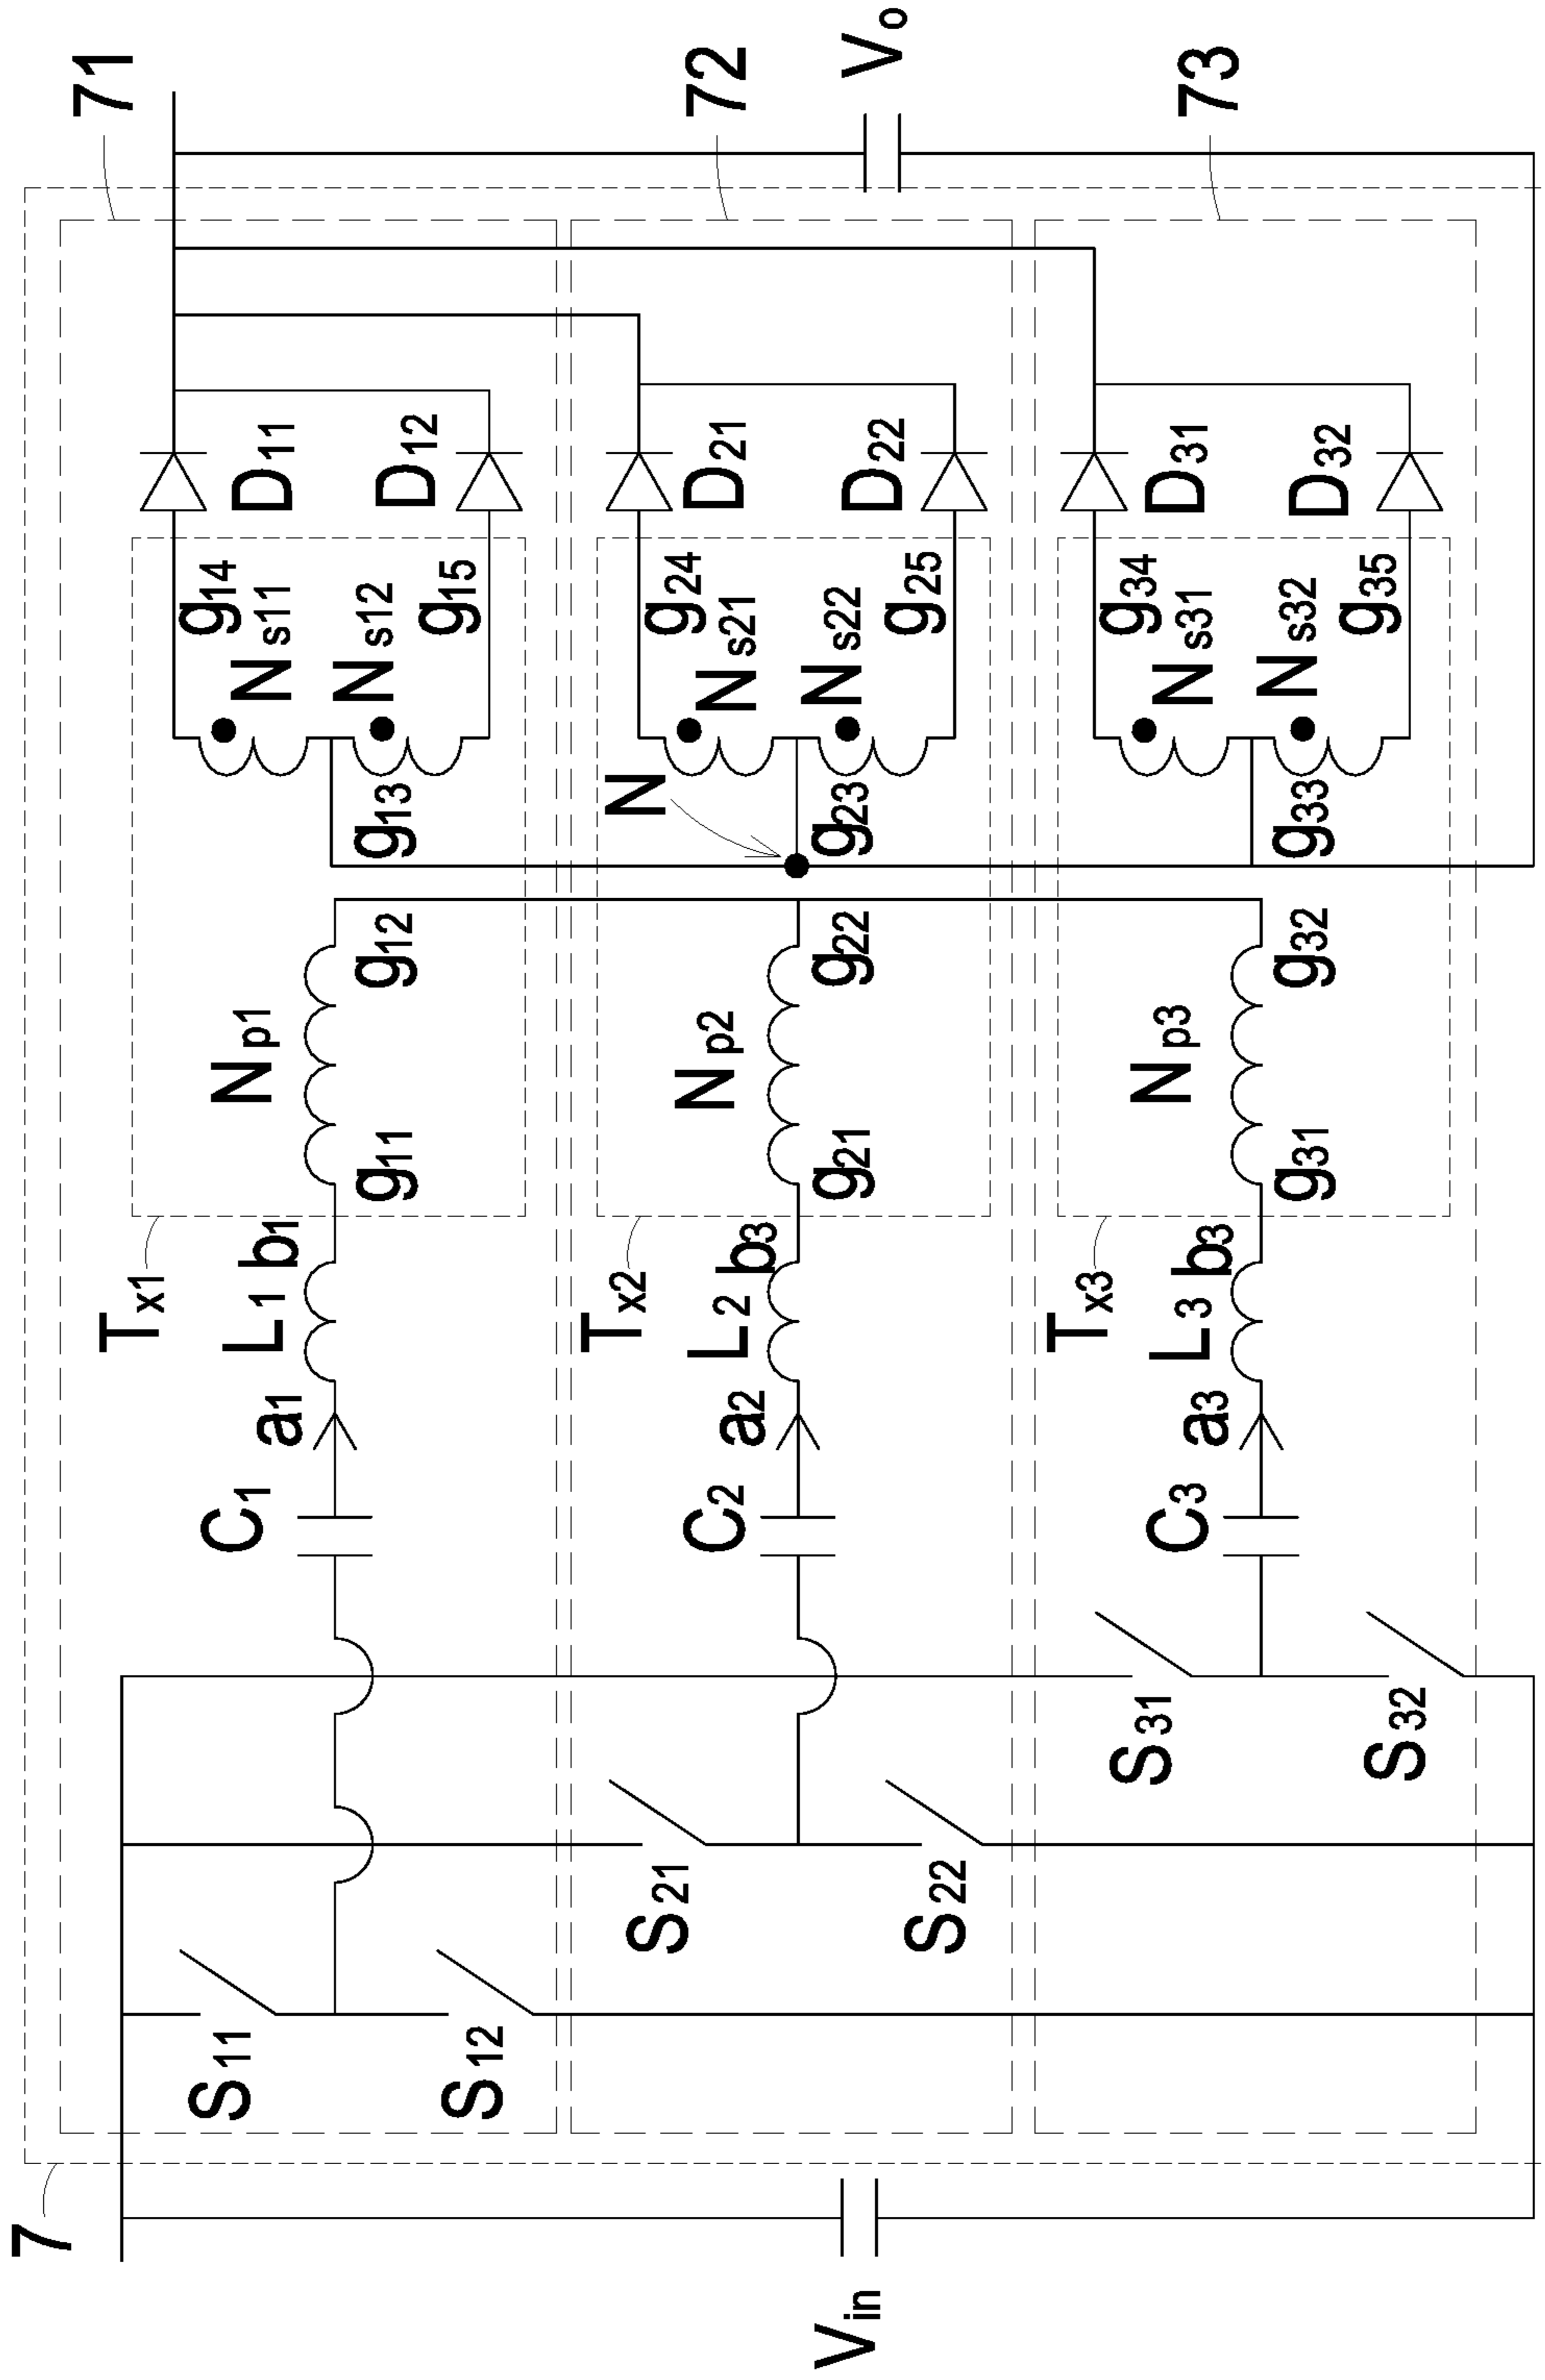 7
71
72
73
Vin
Vo
S11
S12
C1
a1
L1
b1
Tx1
g11
Np1
g12
g13
Ns11
g14
Ns12
g15
D11
D12
S21
S22
C2
a2
L2
b3
Tx2
g21
Np2
g22
N
g23
Ns21
g24
Ns22
g25
D21
D22
S31
S32
C3
a3
L3
b3
Tx3
g31
Np3
g32
g33
Ns31
g34
Ns32
g35
D31
D32